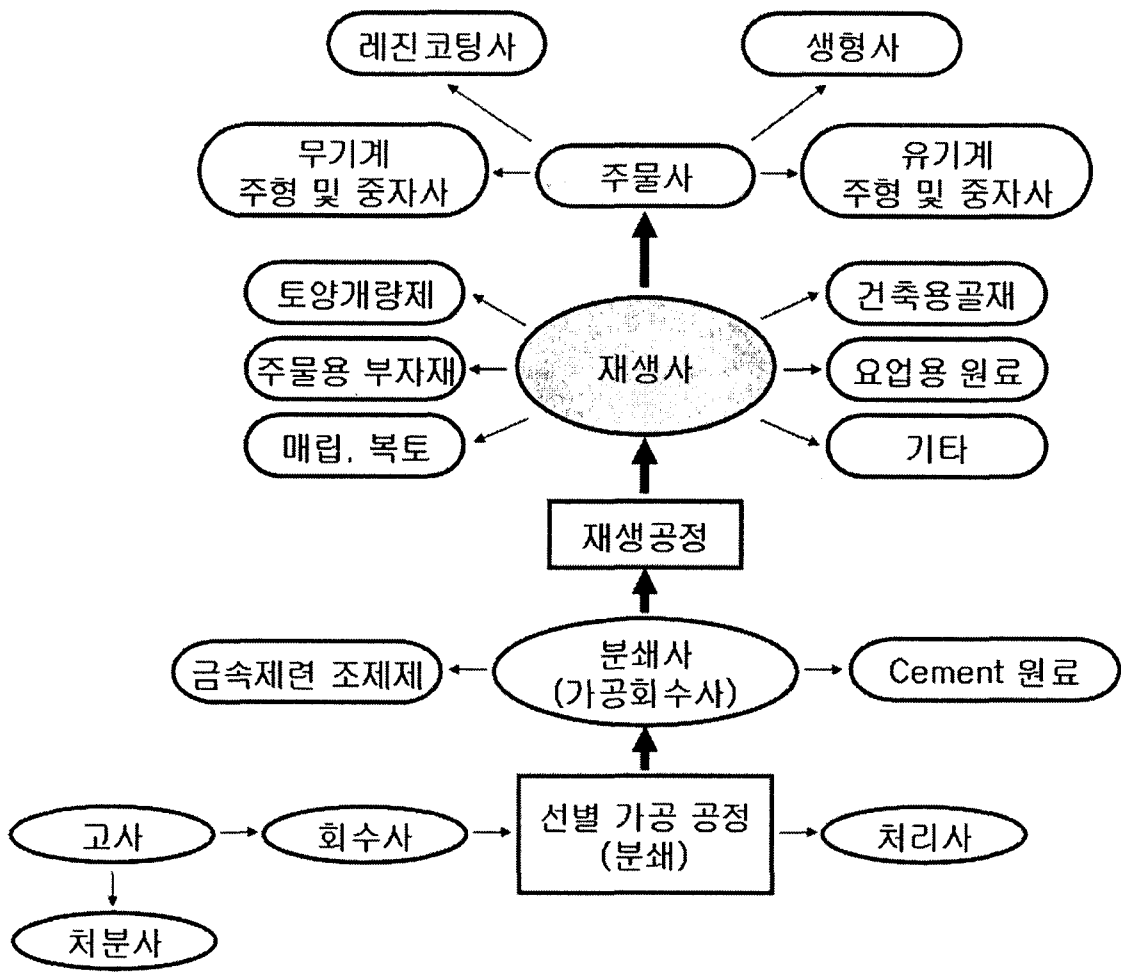 레진코팅사
생형사
무기계
주형 및 중자사
주물사
유기계
주형 및 중자사
토양개량제
건축용골재
주물용 부자재
재생사
요업용 원료
매립, 복토
기타
재생공정
금속제련 조제제
분쇄사
(가공회수사)
Cement 원료
고사
회수사
선별 가공 공정
(분쇄)
처리사
처분사